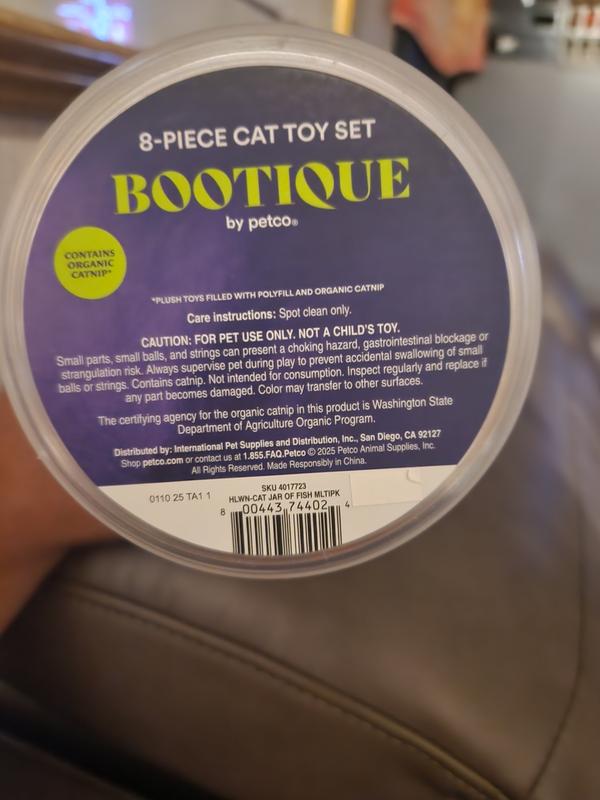 8-PIECE CAT TOY SET
BOOTIQUE
by petco®
CONTAINS
ORGANIC
CATNIP*
*PLUSH TOYS FILLED WITH POLYFILL AND ORGANIC CATNIP
Care instructions: Spot clean only.
CAUTION: FOR PET USE ONLY. NOT A CHILD'S TOY.
Small parts, small balls, and strings can present a choking hazard, gastrointestinal blockage or
strangulation risk. Always supervise pet during play to prevent accidental swallowing of small
balls or strings. Contains catnip. Not intended for consumption. Inspect regularly and replace if
any part becomes damaged. Color may transfer to other surfaces.
The certifying agency for the organic catnip in this product is Washington State
Department of Agriculture Organic Program.
Distributed by: International Pet Supplies and Distribution, Inc., San Diego, CA 92127
Shop petco.com or contact us at 1.855.FAQ.Petco © 2025 Petco Animal Supplies, Inc.
All Rights Reserved. Made Responsibly in China.
0110 25 TA1 1
SKU 4017723
HLWN-CAT JAR OF FISH MLTIPK
8 00443 74402 4